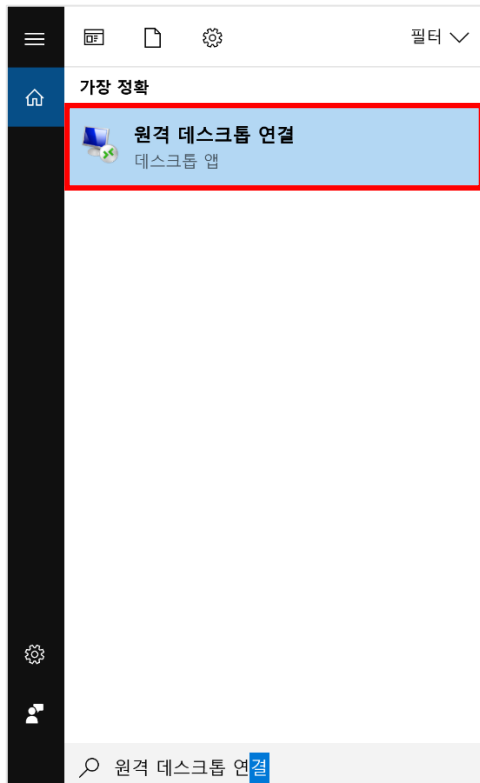 필터
가장 정확
원격 데스크톱 연결
데스크톱 앱
원격 데스크톱 연결